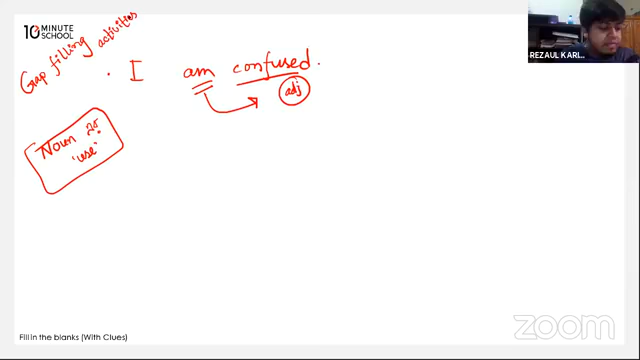 10 MINUTE
SCHOOL
Gap filling activities
I am confused.
adj
Noun এর
'use'
REZAUL KARI...
Fill in the blanks (With Clues)
zoom